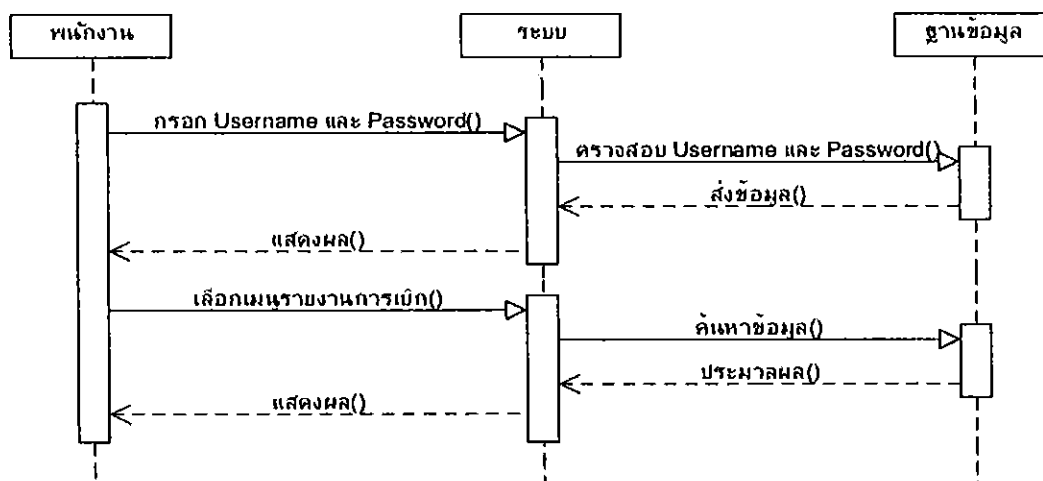 พนักงาน
ระบบ
ฐานข้อมูล
กรอก Username และ Password()
ตรวจสอบ Username และ Password()
ส่งข้อมูล()
แสดงผล()
เลือกเมนูรายงานการเบิก()
ค้นหาข้อมูล()
ประมาลผล()
แสดงผล()